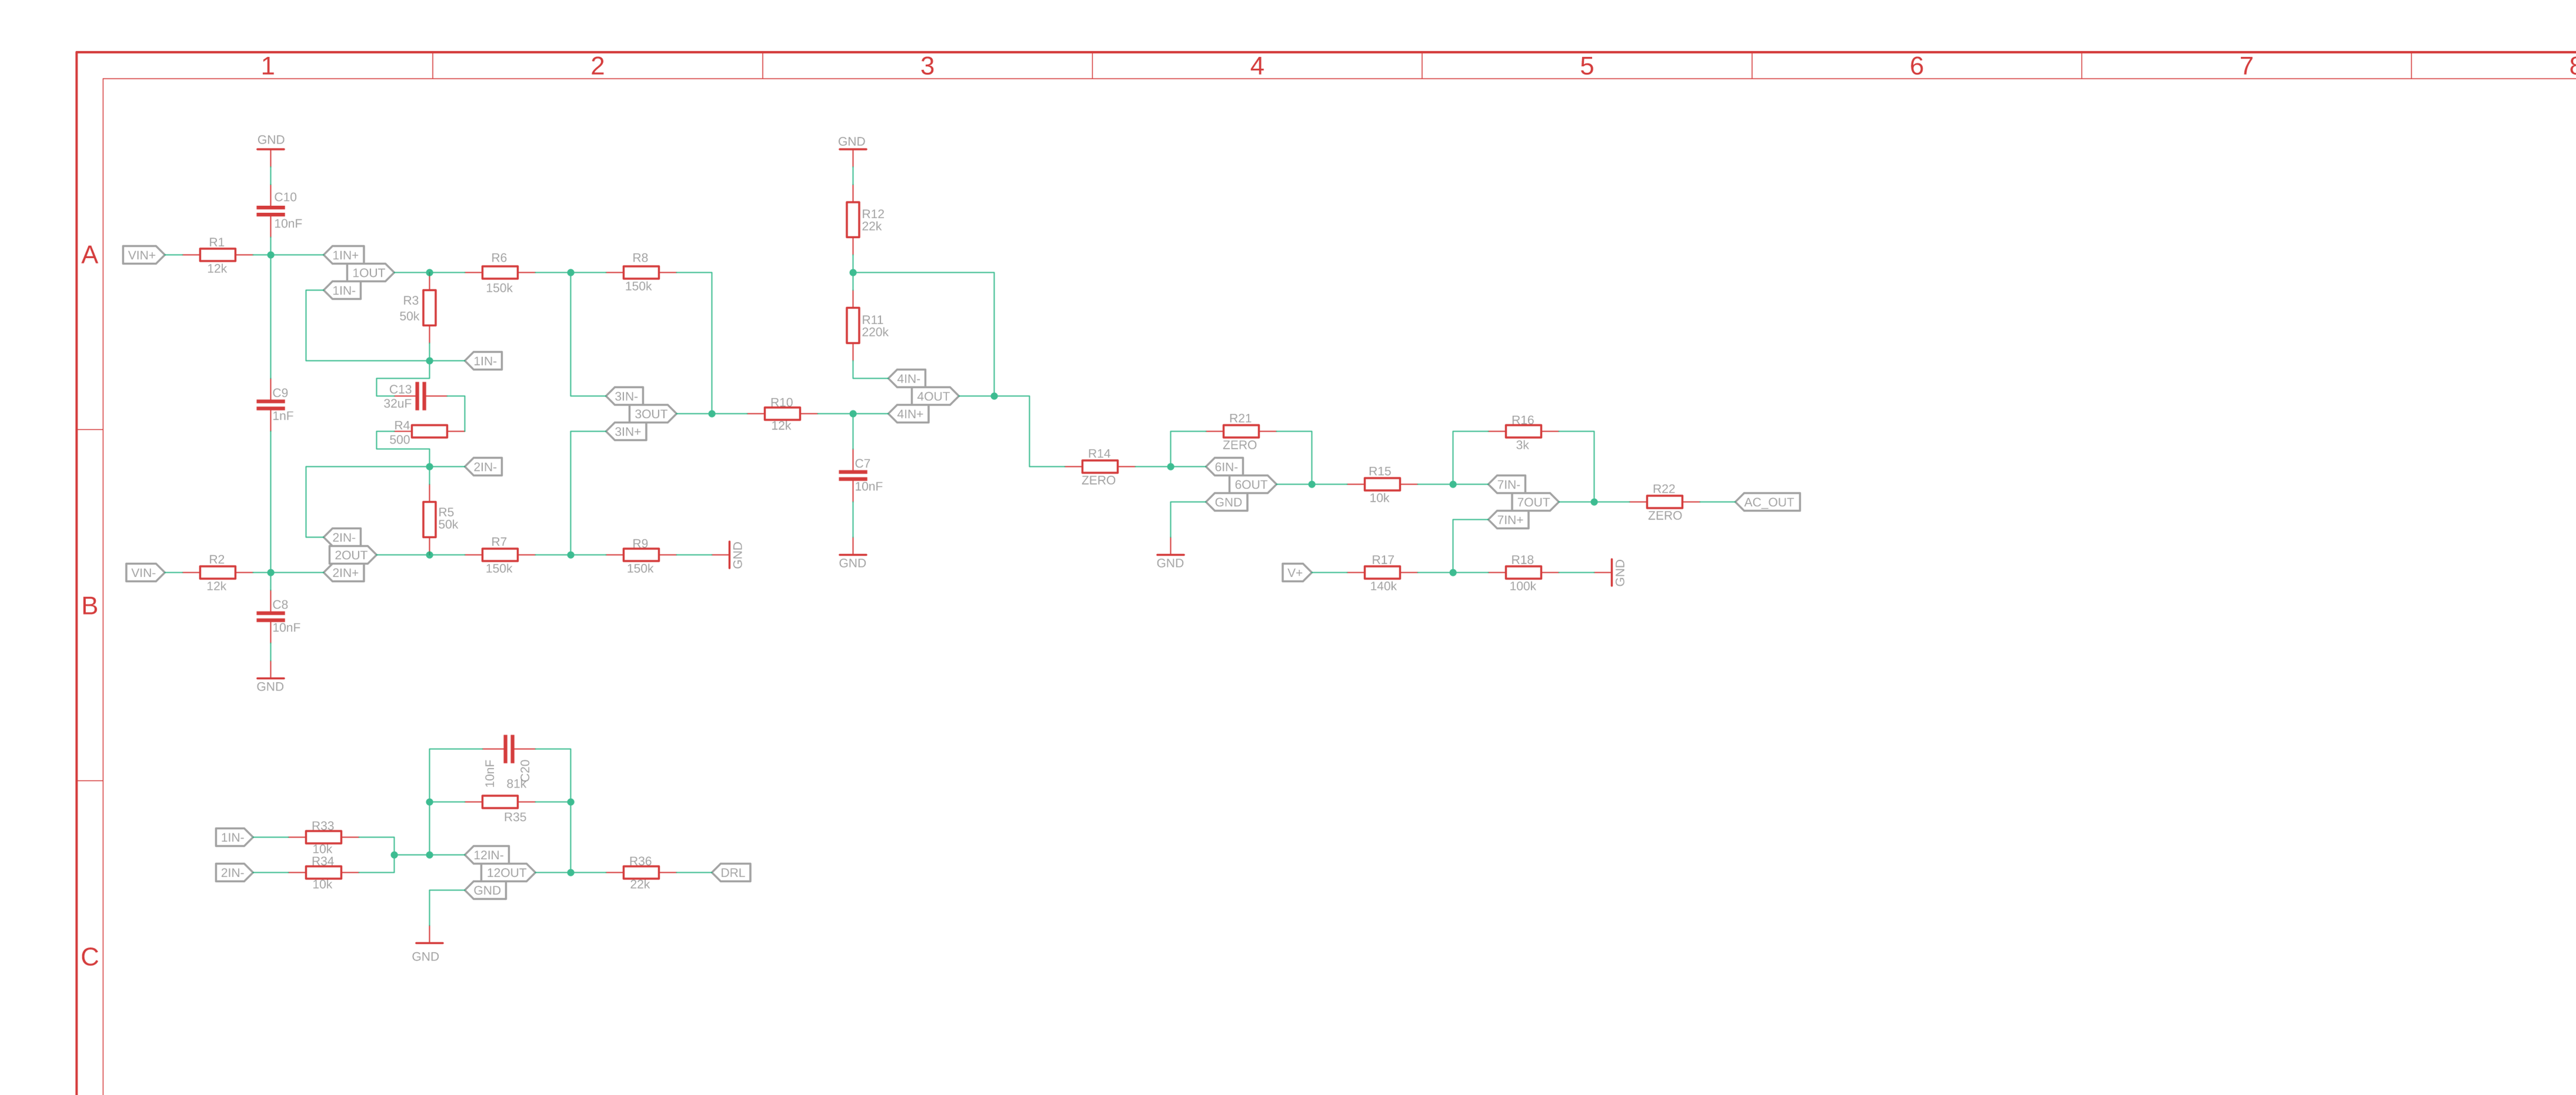 1 2 3 4 5 6 7 8
A
B
C
GND
C10
10nF
VIN+
R1
12k
1IN+
1OUT
1IN-
R3
50k
R6
150k
R8
150k
1IN-
C9
1nF
C13
32uF
R4
500
2IN-
R5
50k
3IN-
3OUT
3IN+
2IN-
2OUT
2IN+
VIN-
R2
12k
R7
150k
R9
150k
GND
C8
10nF
GND
GND
R12
22k
R11
220k
R10
12k
4IN-
4OUT
4IN+
C7
10nF
GND
R14
ZERO
R21
ZERO
6IN-
6OUT
GND
GND
R15
10k
R16
3k
7IN-
7OUT
7IN+
R22
ZERO
AC_OUT
V+
R17
140k
R18
100k
GND
10nF
C20
81k
R35
1IN-
R33
10k
2IN-
R34
10k
12IN-
12OUT
GND
R36
22k
DRL
GND